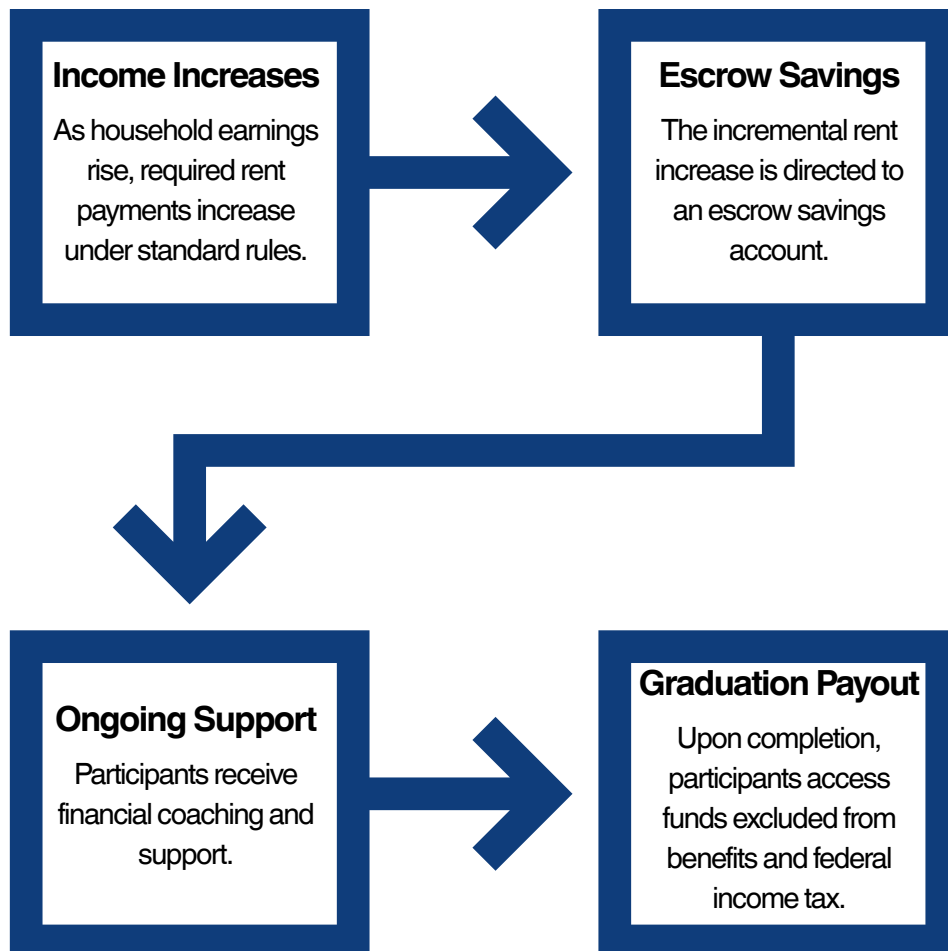 Income Increases
As household earnings
rise, required rent
payments increase
under standard rules.
Escrow Savings
The incremental rent
increase is directed to
an escrow savings
account.
Ongoing Support
Participants receive
financial coaching and
support.
Graduation Payout
Upon completion,
participants access
funds excluded from
benefits and federal
income tax.